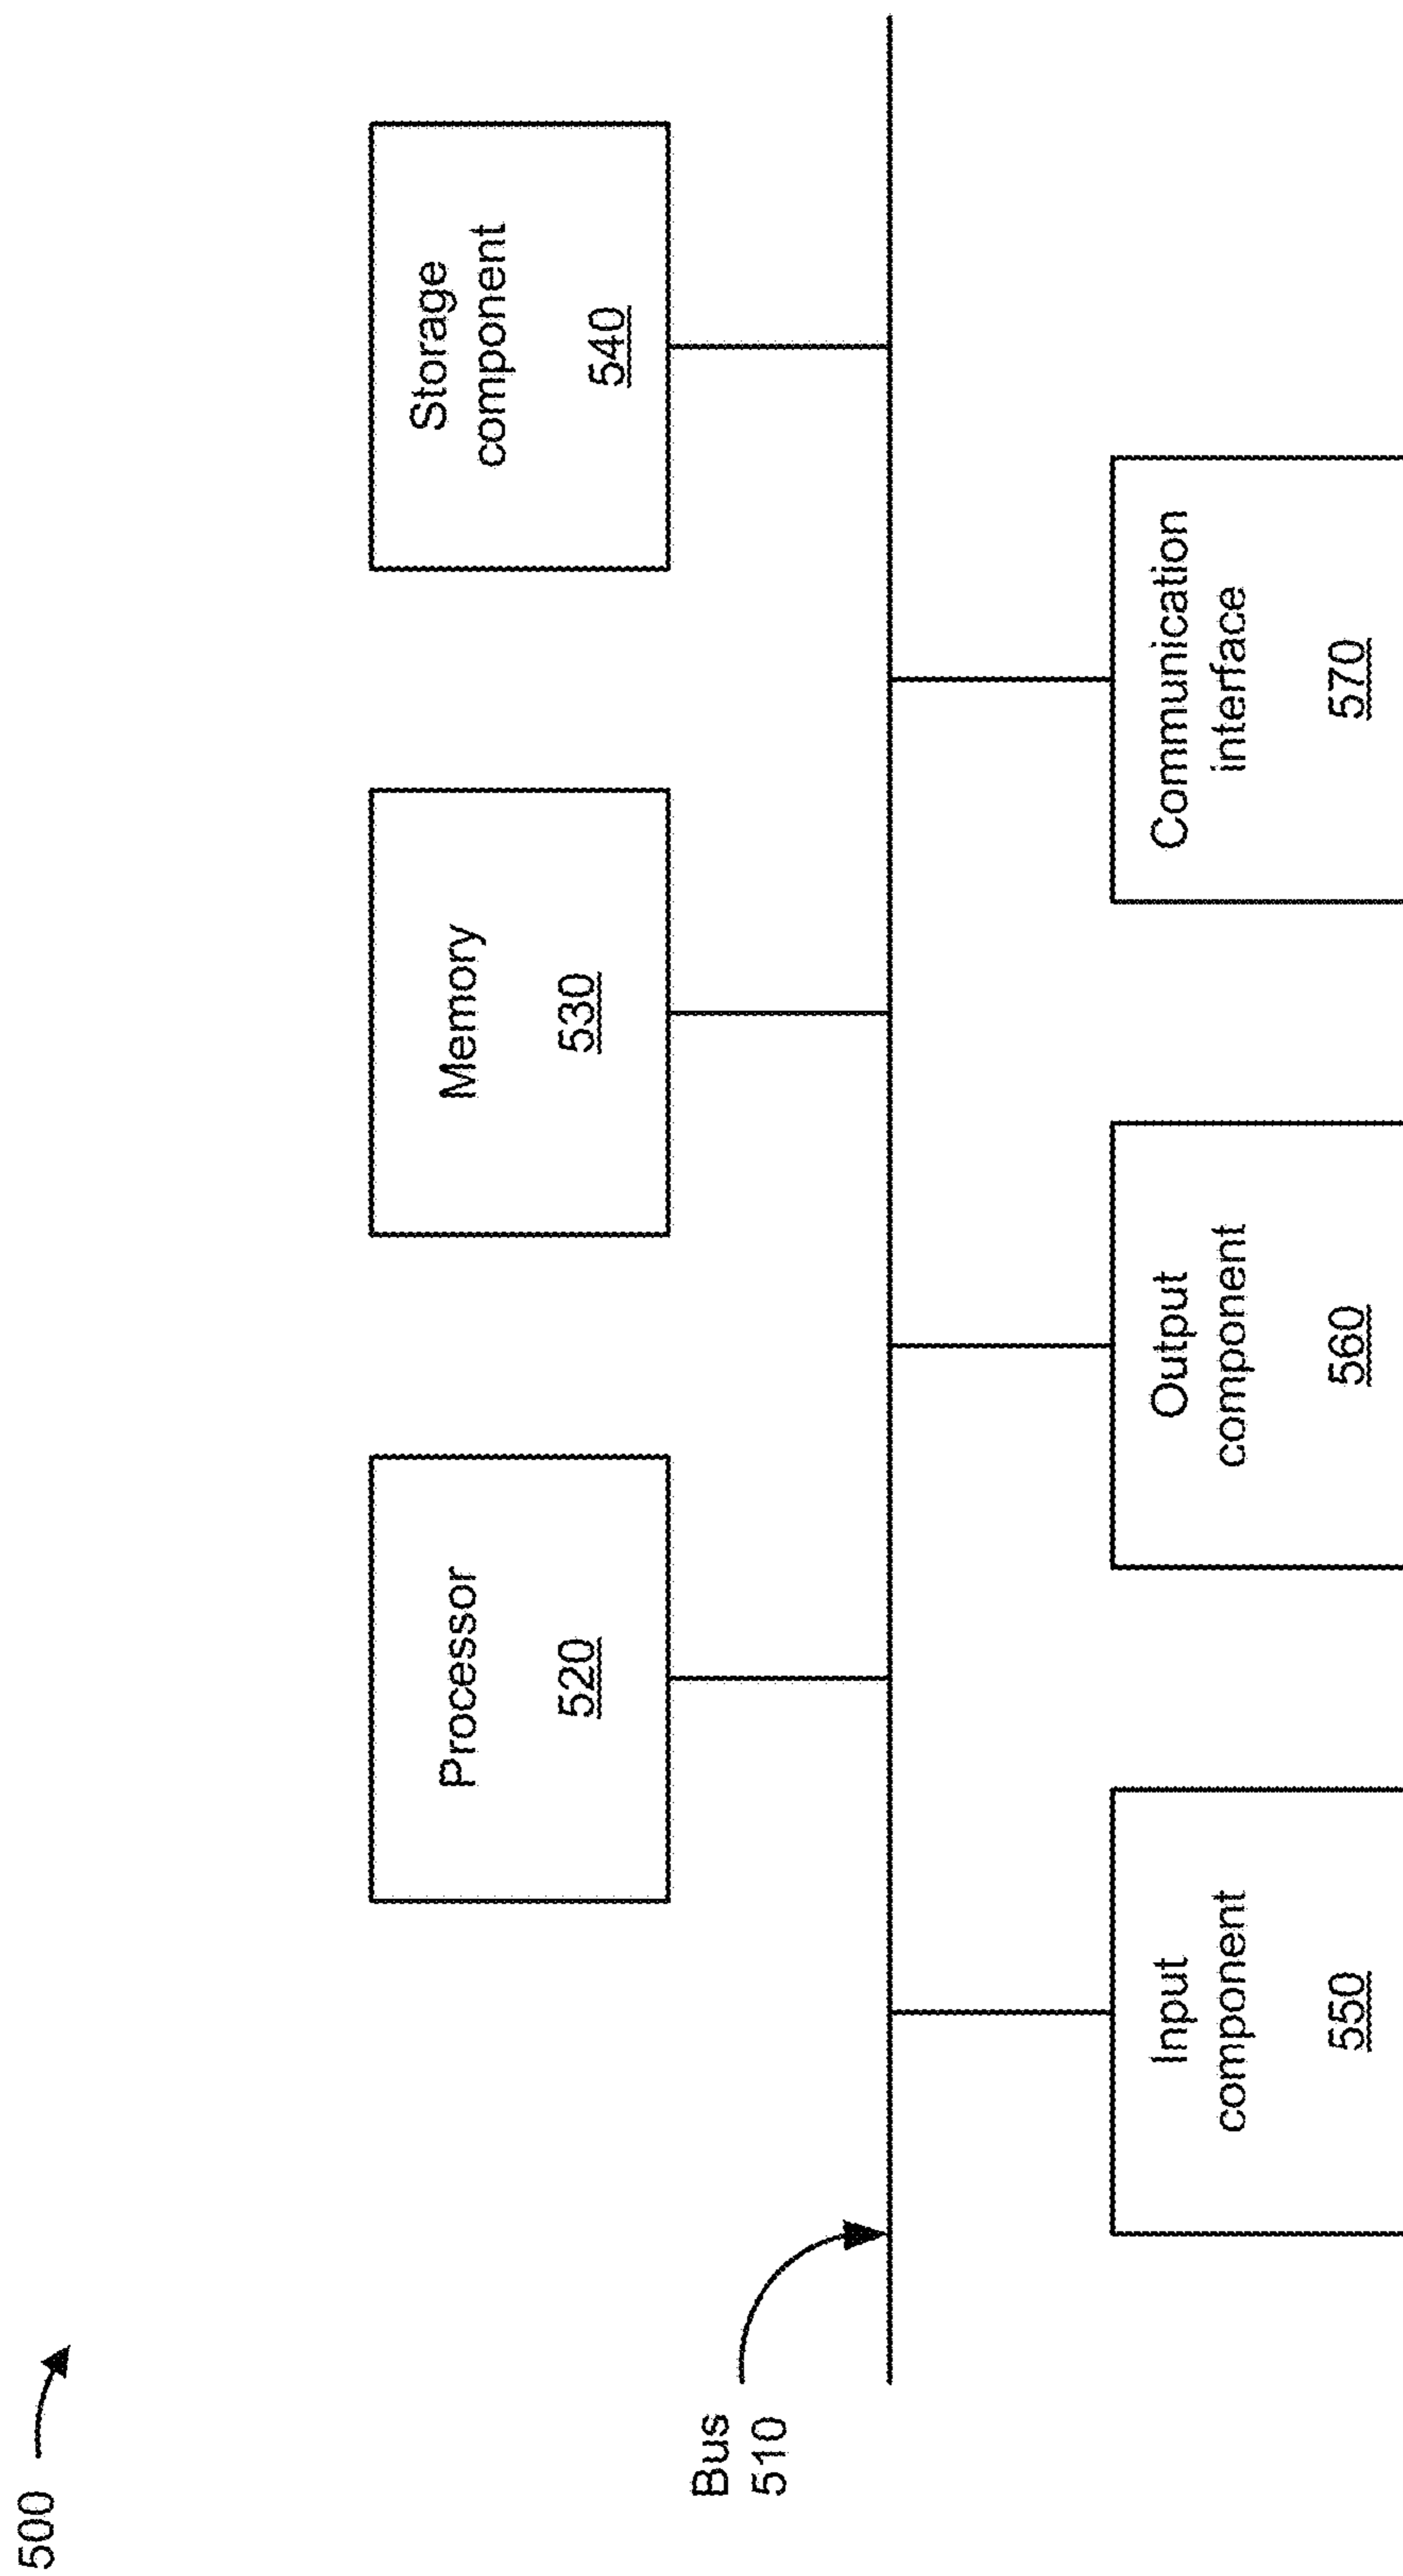 500
Processor
520
Memory
530
Storage
component
540
Bus
510
Input
component
550
Output
component
560
Communication
interface
570